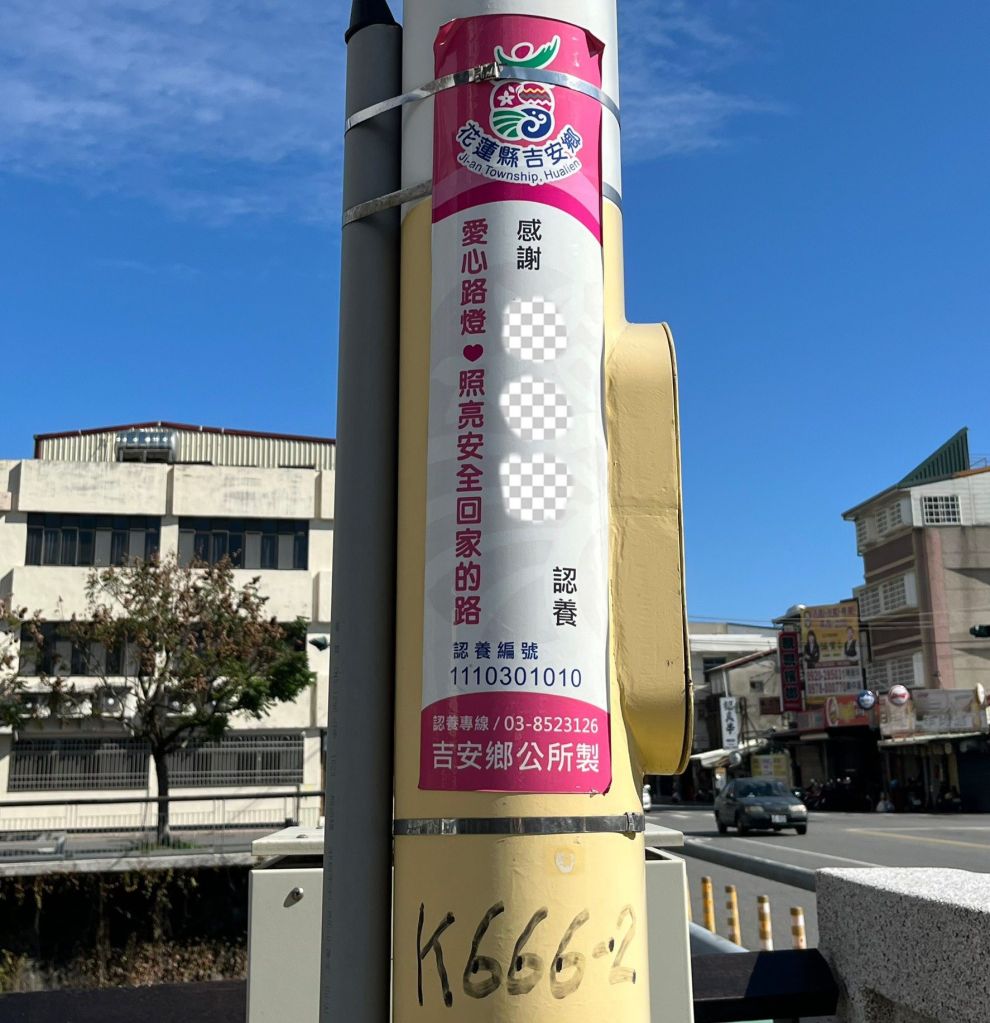 花蓮縣吉安鄉
Ji-an Township, Hualien
感謝
認養
愛心路燈♥照亮安全回家的路
認養編號
1110301010
認養專線 / 03-8523126
吉安鄉公所製
K666-2